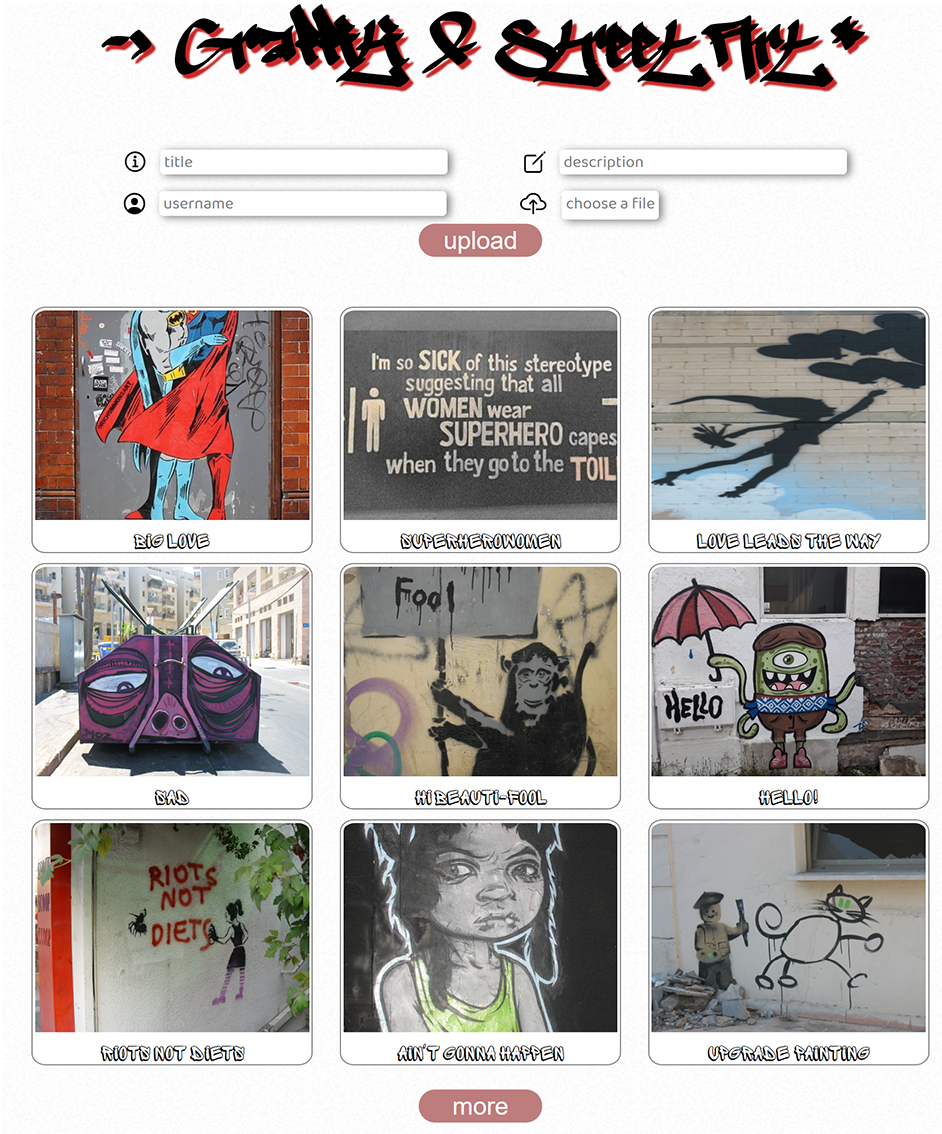 ~> Graffity & Street Art *
title
description
username
choose a file
upload
I'm so SICK of this stereotype
suggesting that all
WOMEN wear
SUPERHERO capes
when they go to the TOIL
BIG LOVE
SUPERHEROWOMEN
LOVE LEADS THE WAY
Fool
HELLO
SAD
HI BEAUTI-FOOL
HELLO!
RIOTS
NOT
DIETS
RIOTS NOT DIETS
AIN'T GONNA HAPPEN
UPGRADE PAINTING
more